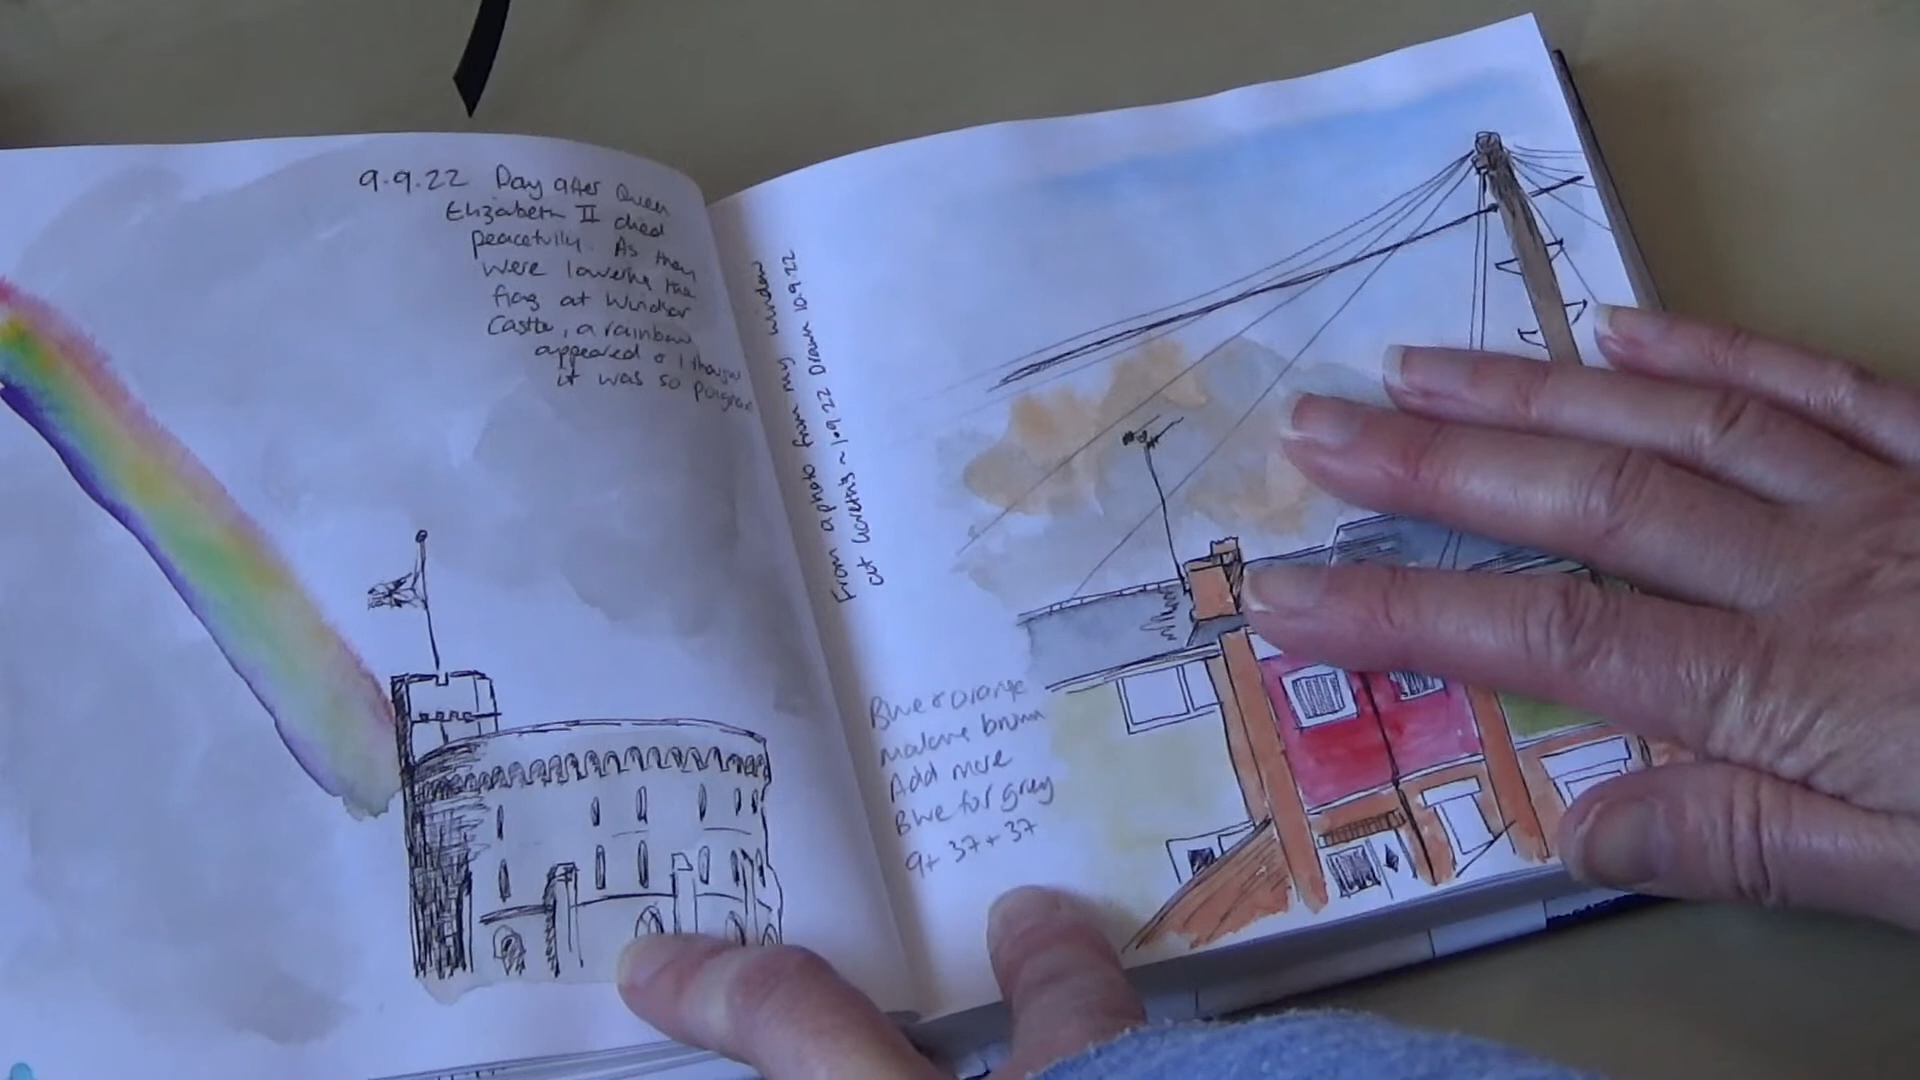 9.9.22 Day after Queen
Elizabeth II died
peacefully. As they
were lowering the
flag at Windsor
Castle, a rainbow
appeared & I thought
it was so poignant
From a photo from my window
at Gareth's ~ 1.9.22 Drawn 10.9.22
Blue & orange
making brown
Add more
Blue for grey
9+ 37+ 37